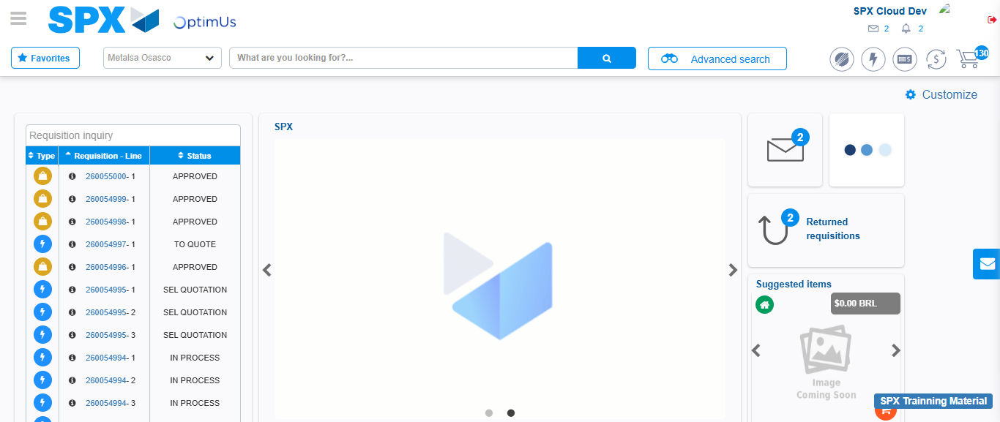 SPX OptimUs
SPX Cloud Dev
2 2
Favorites
Metalsa Osasco
What are you looking for?...
Advanced search
$
130
Customize
Requisition inquiry
Type Requisition - Line Status
260055000- 1 APPROVED
260054999- 1 APPROVED
260054998- 1 APPROVED
260054997- 1 TO QUOTE
260054996- 1 APPROVED
260054995- 1 SEL QUOTATION
260054995- 2 SEL QUOTATION
260054995- 3 SEL QUOTATION
260054994- 1 IN PROCESS
260054994- 2 IN PROCESS
260054994- 3 IN PROCESS
SPX
2
2
Returned
requisitions
Suggested items
$0.00 BRL
Image
Coming Soon
SPX Trainning Material